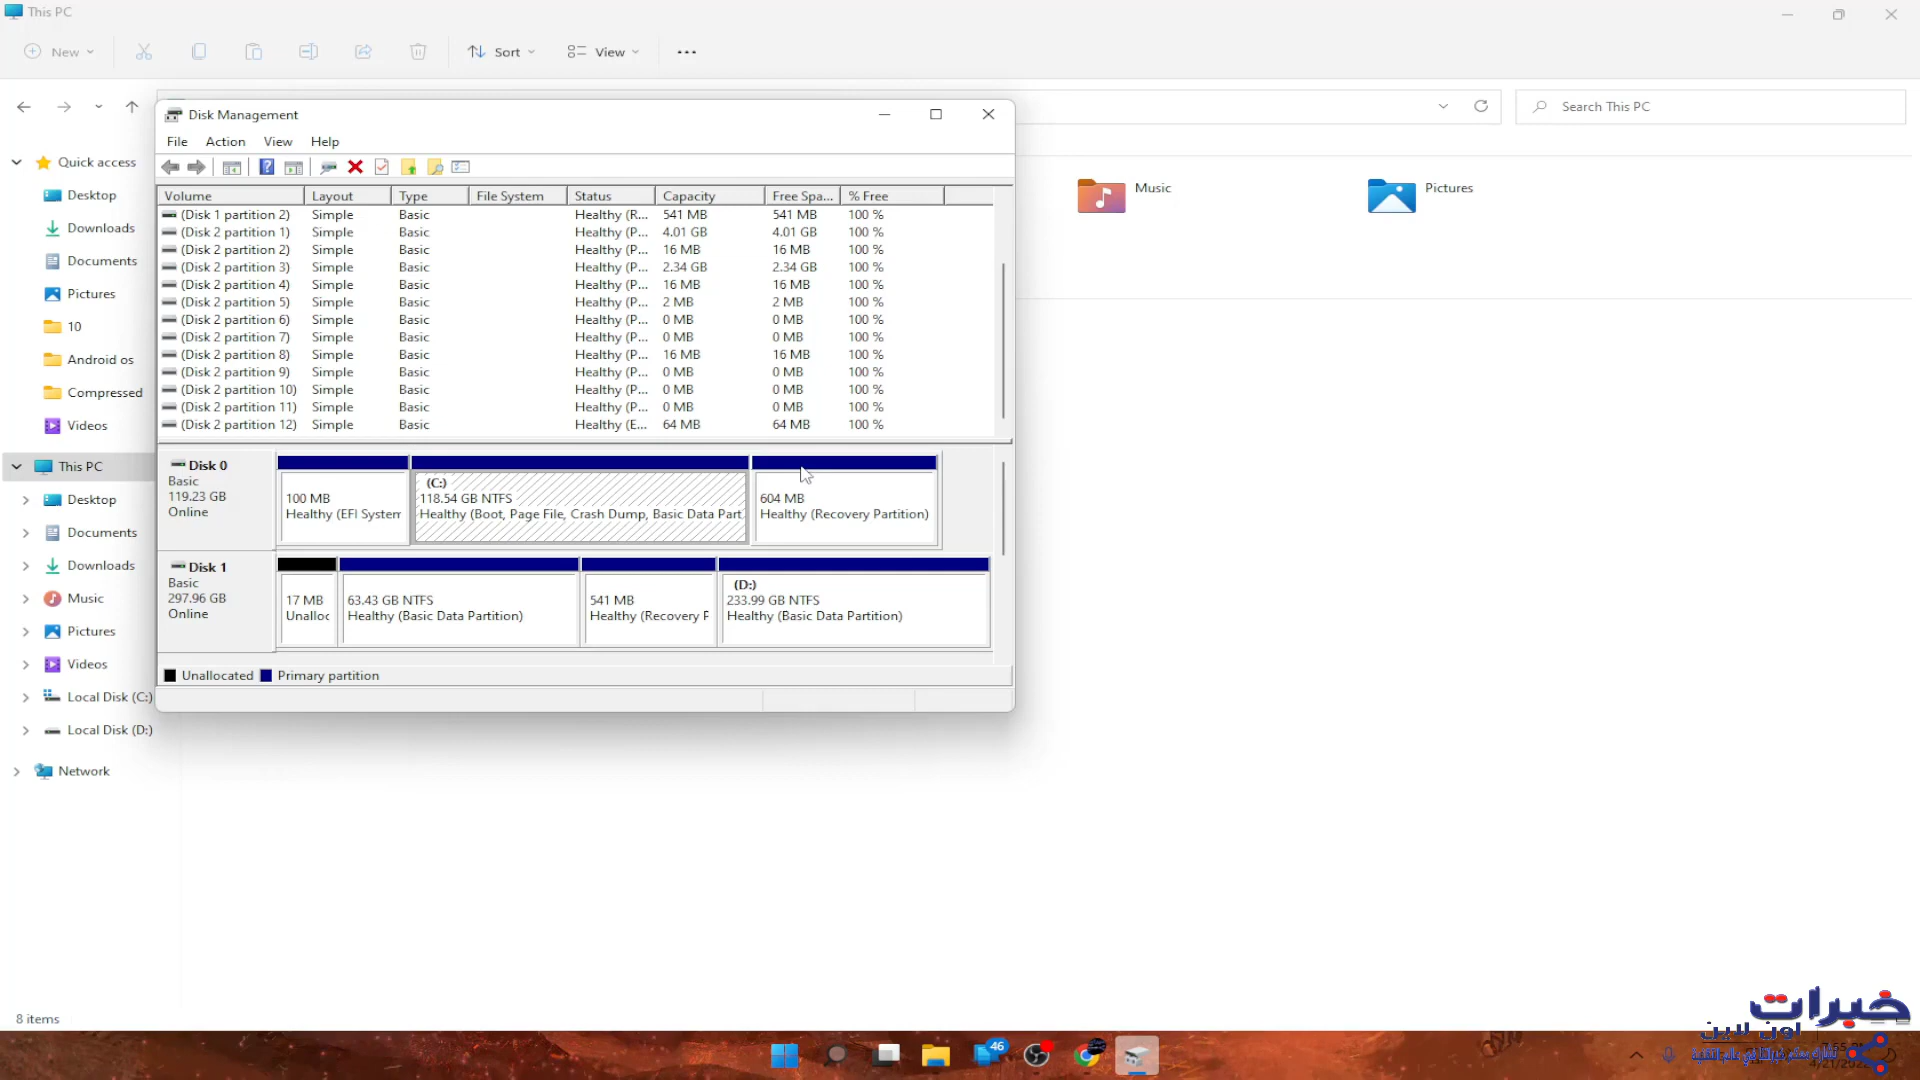 This PC
New
Sort
View
Search This PC
Quick access
Desktop
Downloads
Documents
Pictures
10
Android os
Compressed
Videos
This PC
Desktop
Documents
Downloads
Music
Pictures
Videos
Local Disk (C:)
Local Disk (D:)
Network
8 items
Music
Pictures
Disk Management
File Action View Help
Volume Layout Type File System Status Capacity Free Spa... % Free
(Disk 1 partition 2) Simple Basic Healthy (R... 541 MB 541 MB 100 %
(Disk 2 partition 1) Simple Basic Healthy (P... 4.01 GB 4.01 GB 100 %
(Disk 2 partition 2) Simple Basic Healthy (P... 16 MB 16 MB 100 %
(Disk 2 partition 3) Simple Basic Healthy (P... 2.34 GB 2.34 GB 100 %
(Disk 2 partition 4) Simple Basic Healthy (P... 16 MB 16 MB 100 %
(Disk 2 partition 5) Simple Basic Healthy (P... 2 MB 2 MB 100 %
(Disk 2 partition 6) Simple Basic Healthy (P... 0 MB 0 MB 100 %
(Disk 2 partition 7) Simple Basic Healthy (P... 0 MB 0 MB 100 %
(Disk 2 partition 8) Simple Basic Healthy (P... 16 MB 16 MB 100 %
(Disk 2 partition 9) Simple Basic Healthy (P... 0 MB 0 MB 100 %
(Disk 2 partition 10) Simple Basic Healthy (P... 0 MB 0 MB 100 %
(Disk 2 partition 11) Simple Basic Healthy (P... 0 MB 0 MB 100 %
(Disk 2 partition 12) Simple Basic Healthy (E... 64 MB 64 MB 100 %
Disk 0
Basic
119.23 GB
Online
100 MB
Healthy (EFI System
(C:)
118.54 GB NTFS
Healthy (Boot, Page File, Crash Dump, Basic Data Part
604 MB
Healthy (Recovery Partition)
Disk 1
Basic
297.96 GB
Online
17 MB
Unalloc
63.43 GB NTFS
Healthy (Basic Data Partition)
541 MB
Healthy (Recovery P
(D:)
233.99 GB NTFS
Healthy (Basic Data Partition)
Unallocated Primary partition
46
خبرات
اون لاين